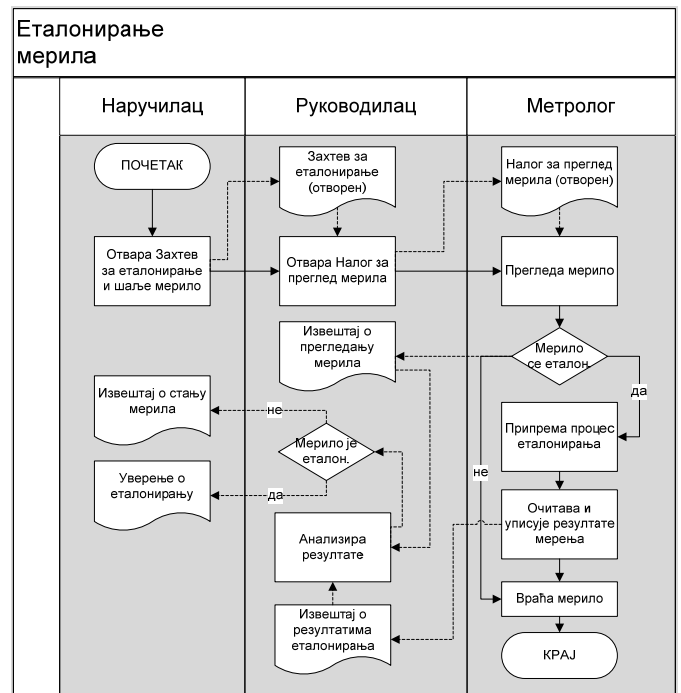 Еталонирање
мерила
Наручилац
Руководилац
Метролог
ПОЧЕТАК
Захтев за
еталонирање
(отворен)
Налог за преглед
мерила (отворен)
Отвара Захтев
за еталонирање
и шаље мерило
Отвара Налог за
преглед мерила
Прегледа мерило
Извештај о
прегледању
мерила
Мерило
се еталон.
да
Извештај о стању
мерила
не
Мерило је
еталон.
Припрема процес
еталонирања
Уверење о
еталонирању
да
не
Анализира
резултате
Очитава и
уписује резултате
мерења
Извештај о
резултатима
еталонирања
Враћа мерило
КРАЈ